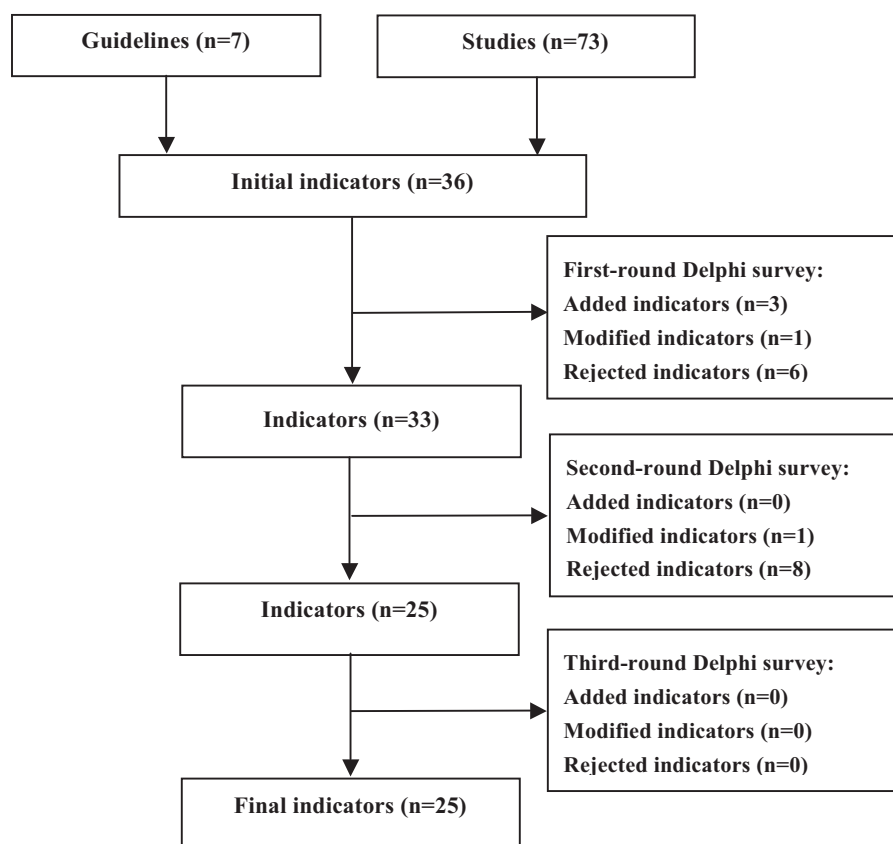 Guidelines (n=7)
Studies (n=73)
Initial indicators (n=36)
First-round Delphi survey:
Added indicators (n=3)
Modified indicators (n=1)
Rejected indicators (n=6)
Indicators (n=33)
Second-round Delphi survey:
Added indicators (n=0)
Modified indicators (n=1)
Rejected indicators (n=8)
Indicators (n=25)
Third-round Delphi survey:
Added indicators (n=0)
Modified indicators (n=0)
Rejected indicators (n=0)
Final indicators (n=25)